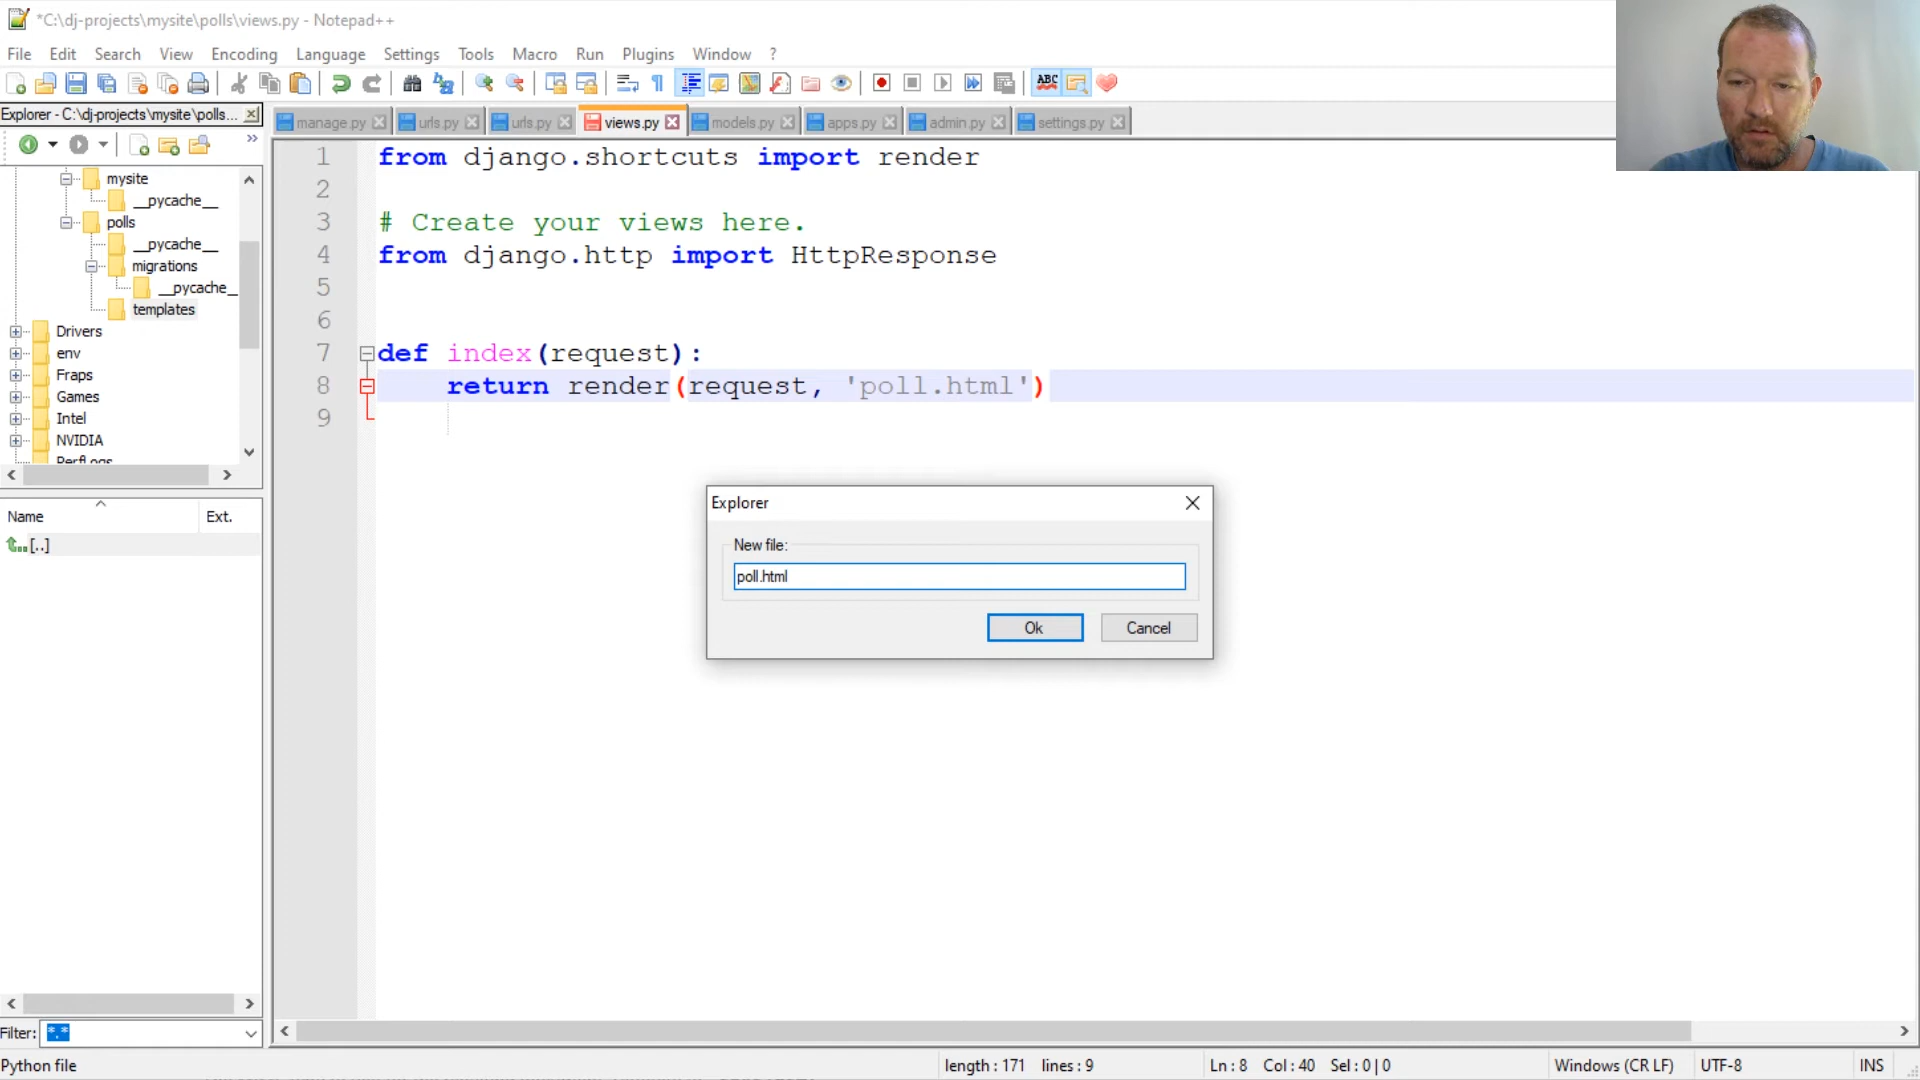 *C:\dj-projects\mysite\polls\views.py - Notepad++
File Edit Search View Encoding Language Settings Tools Macro Run Plugins Window ?
Explorer - C:\dj-projects\mysite\polls...
manage.py urls.py urls.py views.py models.py apps.py admin.py settings.py
mysite
__pycache__
polls
__pycache__
migrations
__pycache_
templates
Drivers
env
Fraps
Games
Intel
NVIDIA
PerfLogs
Name Ext.
[..]
Filter: *.*
1 from django.shortcuts import render
2
3 # Create your views here.
4 from django.http import HttpResponse
5
6
7 def index(request):
8 return render(request, 'poll.html')
9
Explorer
New file:
poll.html
Ok Cancel
Python file length : 171 lines : 9 Ln : 8 Col : 40 Sel : 0 | 0 Windows (CR LF) UTF-8 INS